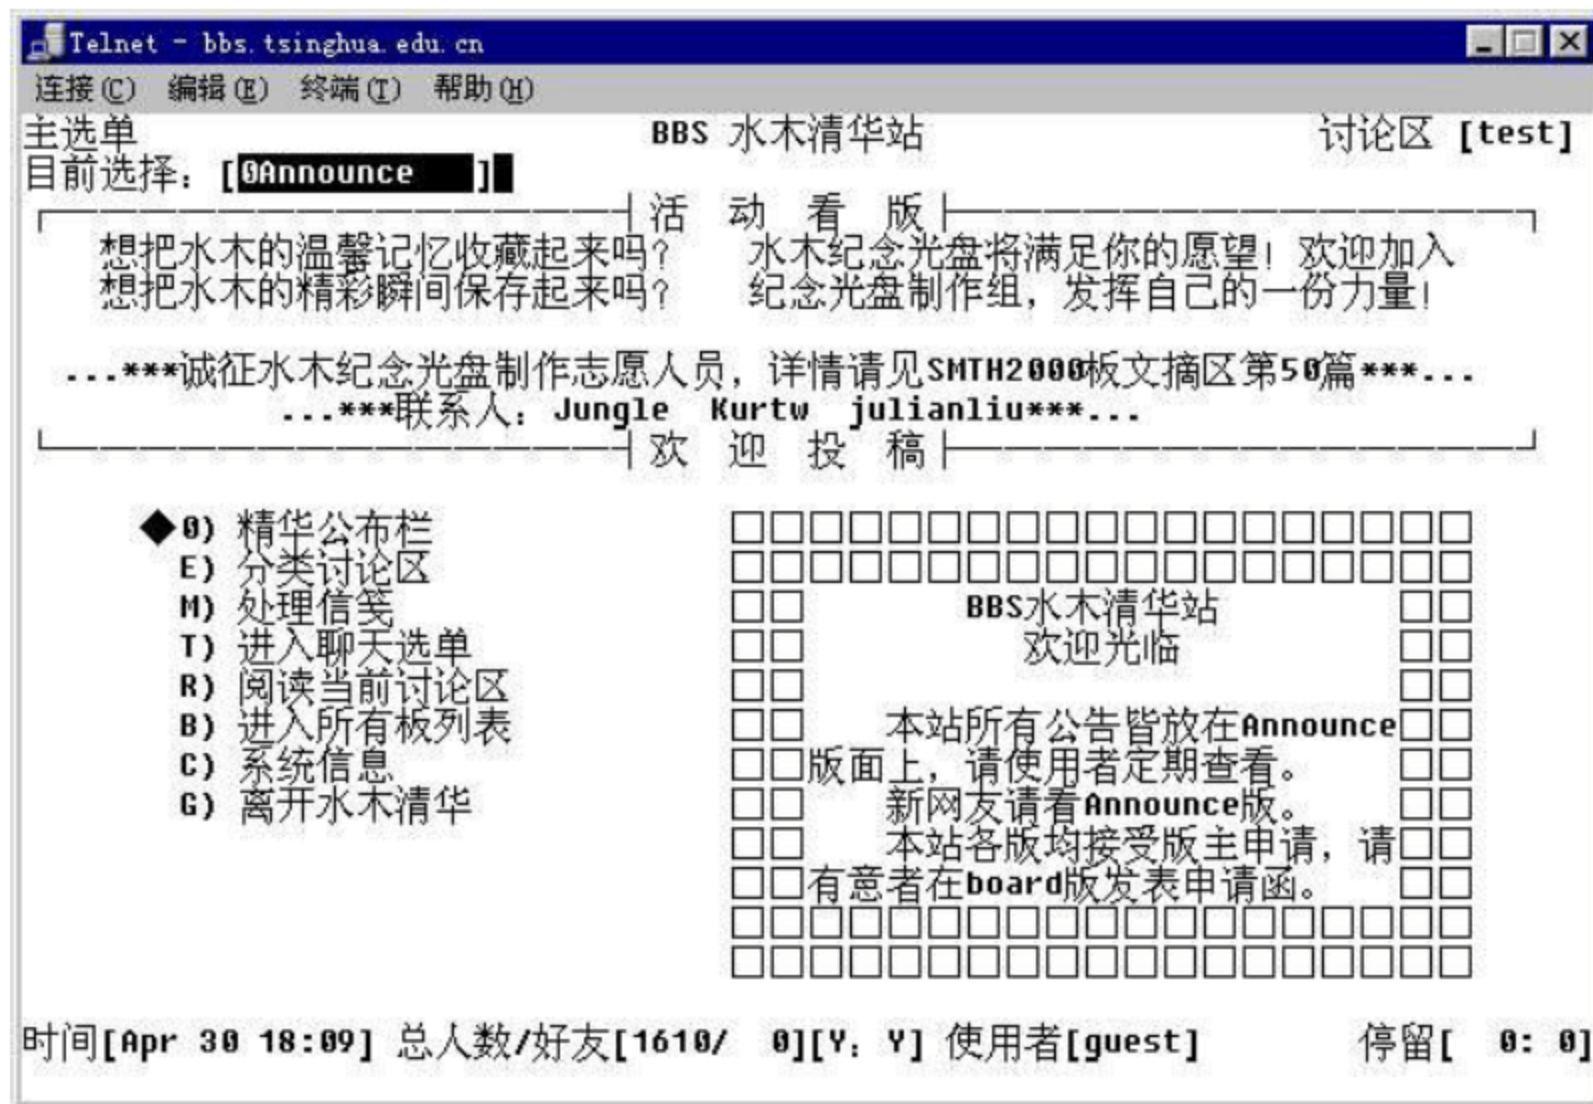 Telnet - bbs.tsinghua.edu.cn
连接(C) 编辑(E) 终端(T) 帮助(H)
主选单 BBS 水木清华站 讨论区 [test]
目前选择：[0Announce ]
活 动 看 版
想把水木的温馨记忆收藏起来吗？ 水木纪念光盘将满足你的愿望！欢迎加入
想把水木的精彩瞬间保存起来吗？ 纪念光盘制作组，发挥自己的一份力量！
...***诚征水木纪念光盘制作志愿人员，详情请见SMTH2000板文摘区第50篇***...
...***联系人：Jungle Kurtw julianliu***...
欢 迎 投 稿
0) 精华公布栏
E) 分类讨论区
M) 处理信笺
T) 进入聊天选单
R) 阅读当前讨论区
B) 进入所有板列表
C) 系统信息
G) 离开水木清华
BBS水木清华站
欢迎光临
本站所有公告皆放在Announce
版面上，请使用者定期查看。
新网友请看Announce版。
本站各版均接受版主申请，请
有意者在board版发表申请函。
时间[Apr 30 18:09] 总人数/好友[1610/ 0][Y：Y] 使用者[guest] 停留[ 0: 0]